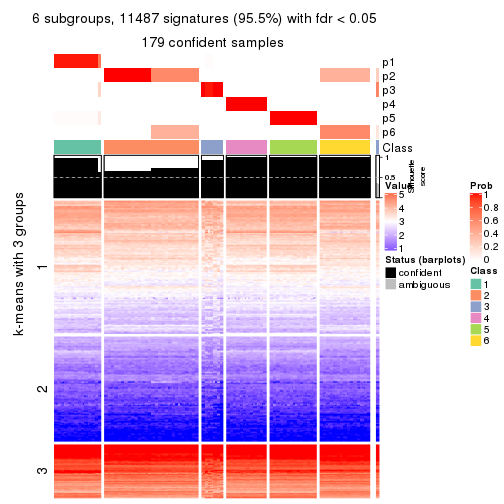 6 subgroups, 11487 signatures (95.5%) with fdr < 0.05
179 confident samples
p1
p2
p3
p4
p5
p6
Class
1
0.5
0
Silhouette
score
k-means with 3 groups
1
2
3
Value
5
4
3
2
1
Status (barplots)
confident
ambiguous
Prob
1
0.8
0.6
0.4
0.2
0
Class
1
2
3
4
5
6